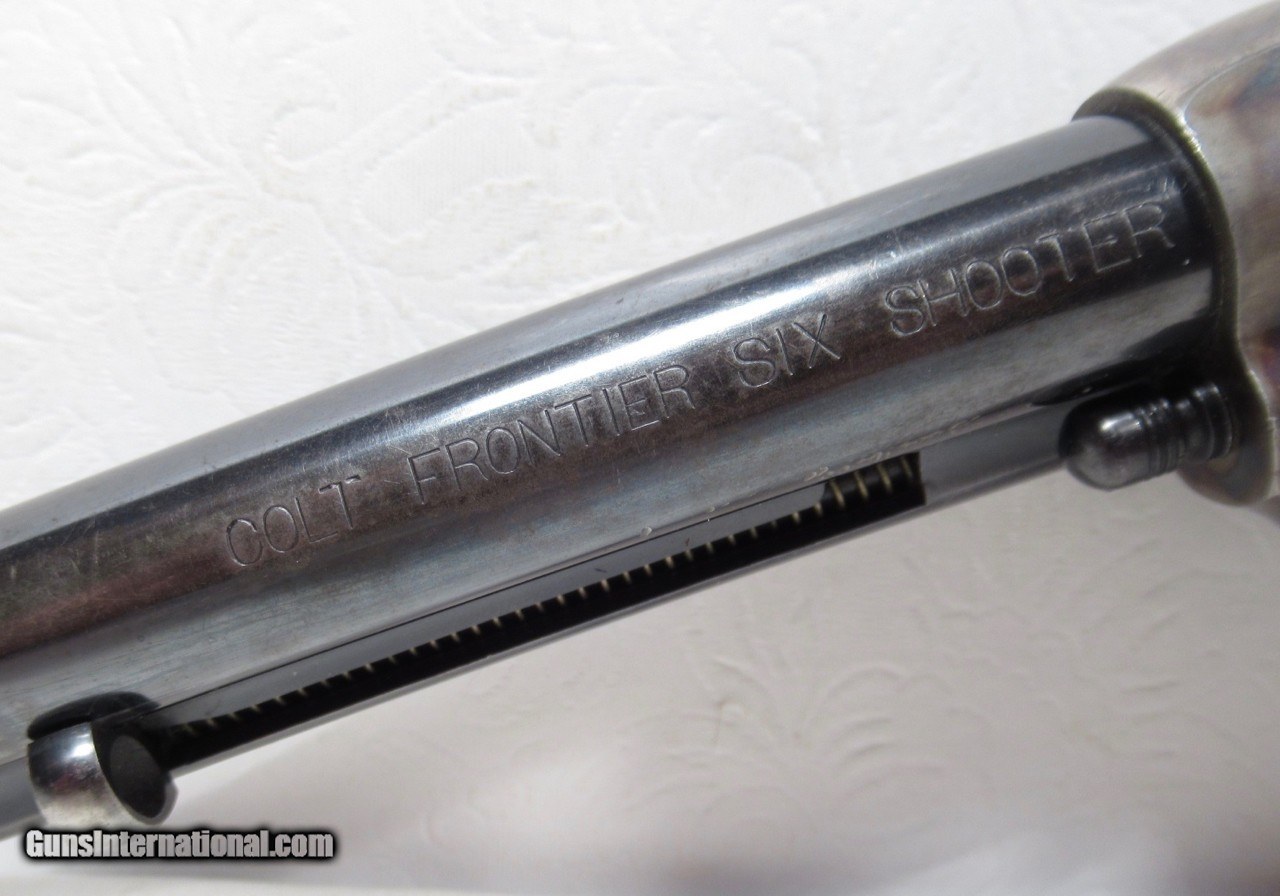 COLT FRONTIER SIX SHOOTER
GunsInternational.com